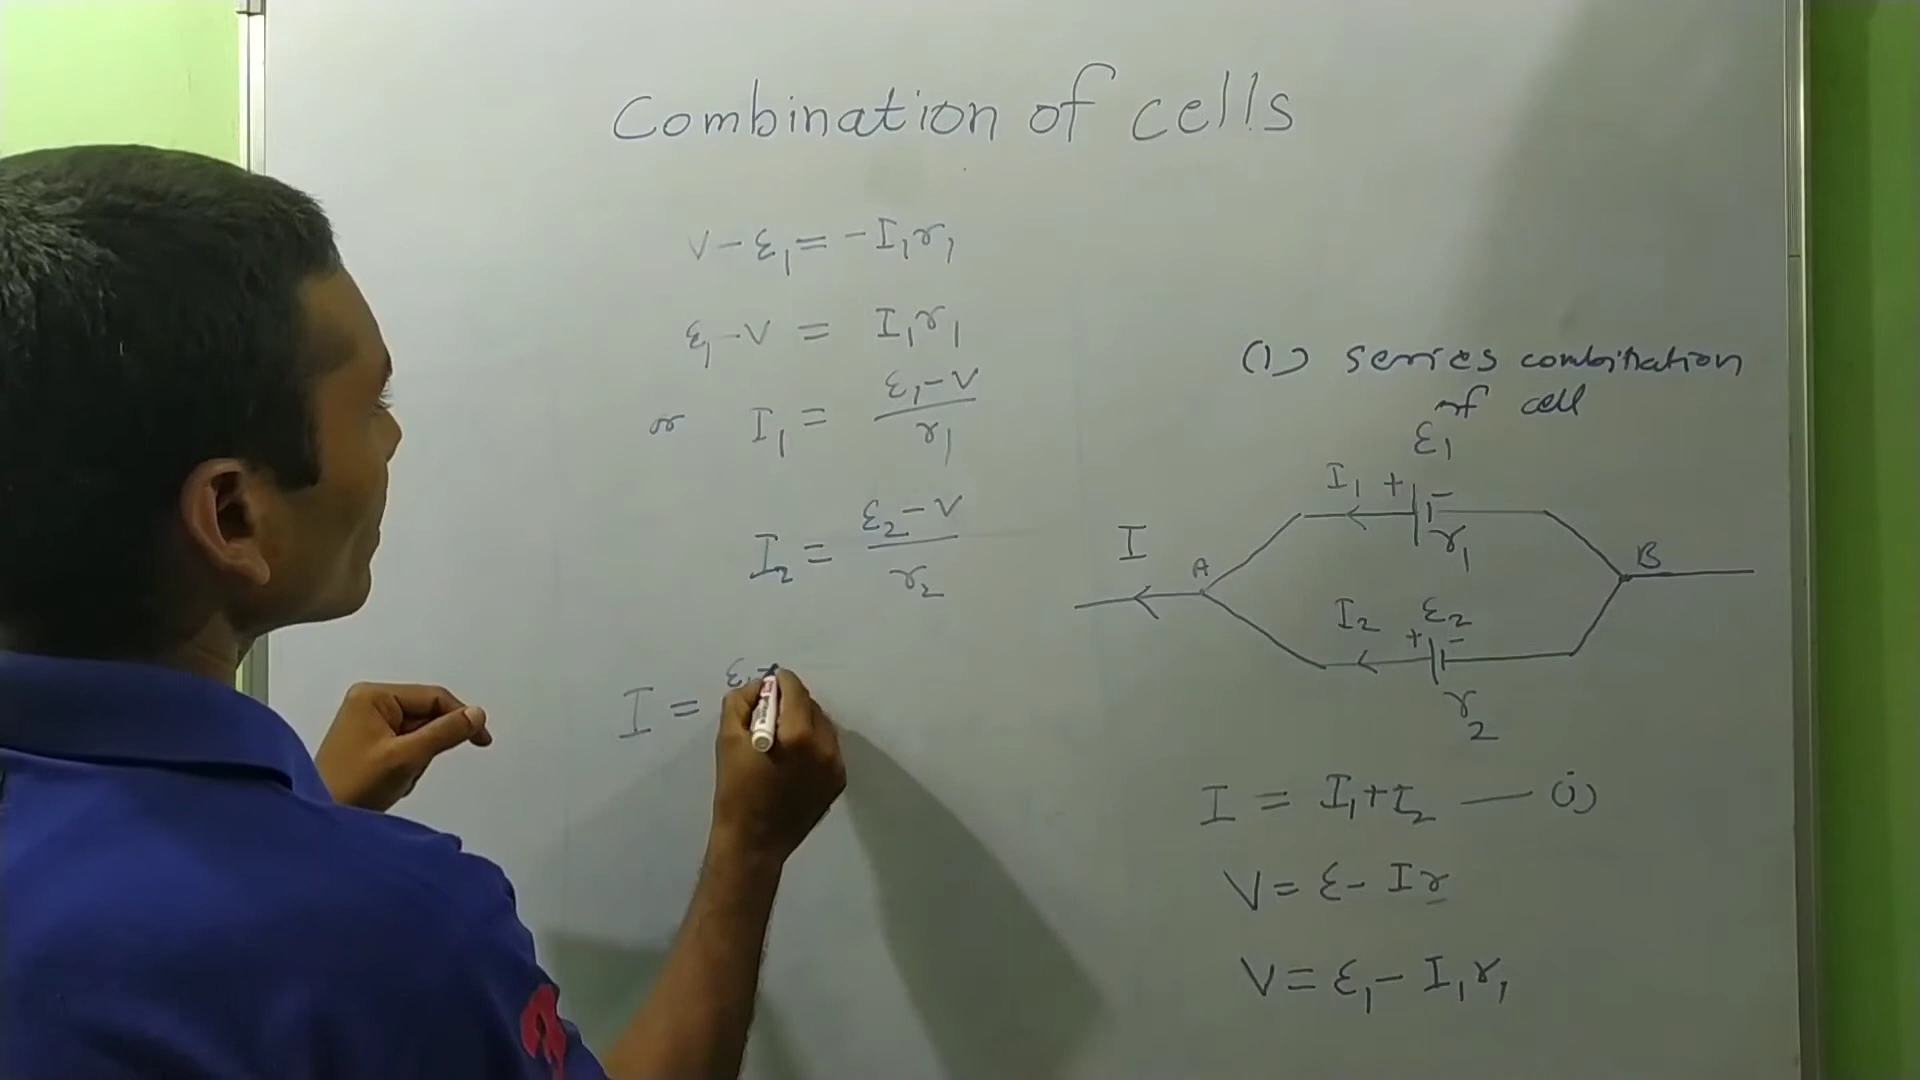 Combination of cells
V - ε₁ = - I₁r₁
ε₁ - V = I₁r₁
or I₁ = (ε₁ - V) / r₁
I₂ = (ε₂ - V) / r₂
I = ε₁ -
(1) series combination
of cell
ε₁
I₁ + -
r₁
I A B
I₂ ε₂
+ -
r₂
I = I₁ + I₂ — (i)
V = ε - Ir
V = ε₁ - I₁r₁